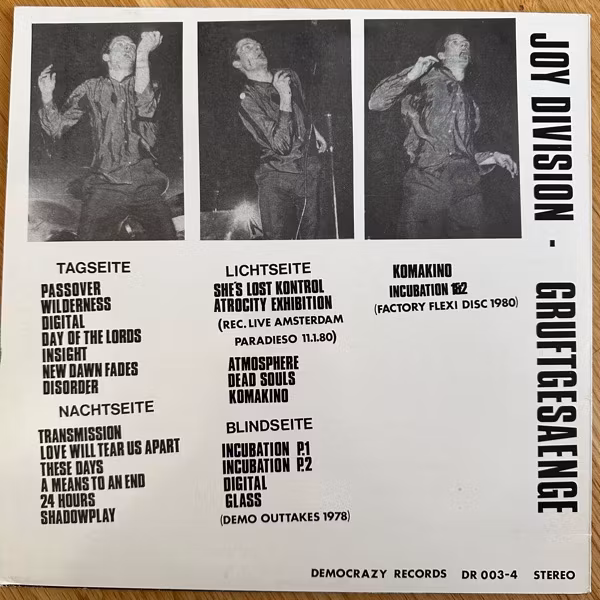 JOY DIVISION - GRUFTGESAENGE
TAGSEITE
PASSOVER
WILDERNESS
DIGITAL
DAY OF THE LORDS
INSIGHT
NEW DAWN FADES
DISORDER
NACHTSEITE
TRANSMISSION
LOVE WILL TEAR US APART
THESE DAYS
A MEANS TO AN END
24 HOURS
SHADOWPLAY
LICHTSEITE
SHE'S LOST KONTROL
ATROCITY EXHIBITION
(REC. LIVE AMSTERDAM
PARADIESO 11.1.80)
ATMOSPHERE
DEAD SOULS
KOMAKINO
BLINDSEITE
INCUBATION P.1
INCUBATION P.2
DIGITAL
GLASS
(DEMO OUTTAKES 1978)
KOMAKINO
INCUBATION 1&2
(FACTORY FLEXI DISC 1980)
DEMOCRAZY RECORDS DR 003-4 STEREO